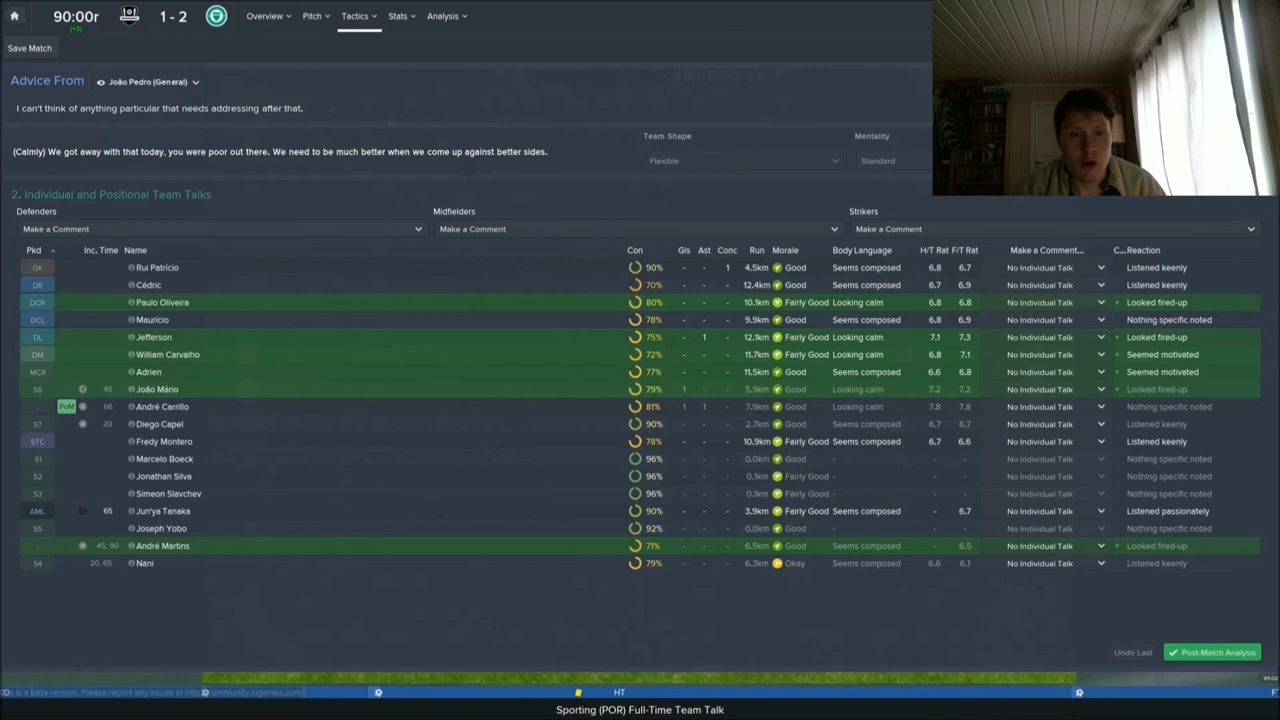 90:00r
(+3)
1 - 2
Overview Pitch Tactics Stats Analysis
Save Match
Advice From João Pedro (General)
I can't think of anything particular that needs addressing after that.
Team Shape Mentality
(Calmly) We got away with that today, you were poor out there. We need to be much better when we come up against better sides.
Flexible Standard
2. Individual and Positional Team Talks
Defenders Midfielders Strikers
Make a Comment Make a Comment Make a Comment
Pkd Inc. Time Name Con Gls Ast Conc Run Morale Body Language H/T Rat F/T Rat Make a Comment... C... Reaction
GK Rui Patrício 90% - - 1 4.5km Good Seems composed 6.8 6.7 No Individual Talk Listened keenly
DR Cédric 70% - - - 12.4km Good Seems composed 6.7 6.9 No Individual Talk Listened keenly
DCR Paulo Oliveira 80% - - - 10.1km Fairly Good Looking calm 6.8 6.8 No Individual Talk Looked fired-up
DCL Maurício 78% - - - 9.9km Good Seems composed 6.8 6.9 No Individual Talk Nothing specific noted
DL Jefferson 75% - 1 - 12.1km Fairly Good Looking calm 7.1 7.3 No Individual Talk Looked fired-up
DM William Carvalho 72% - - - 11.7km Fairly Good Looking calm 6.8 7.1 No Individual Talk Seemed motivated
MCR Adrien 77% - - - 11.5km Good Seems composed 6.6 6.8 No Individual Talk Seemed motivated
S6 45 João Mário 79% 1 - - 5.9km Good Looking calm 7.2 7.2 No Individual Talk Looked fired-up
- PoM 66 André Carrillo 81% 1 1 - 7.9km Good Looking calm 7.8 7.8 No Individual Talk Nothing specific noted
S7 20 Diego Capel 90% - - - 2.7km Good Seems composed 6.7 6.7 No Individual Talk Listened keenly
STC Fredy Montero 78% - - - 10.9km Fairly Good Seems composed 6.7 6.6 No Individual Talk Listened keenly
S1 Marcelo Boeck 96% - - - 0.0km Good - - - No Individual Talk Nothing specific noted
S2 Jonathan Silva 96% - - - 0.1km Fairly Good - - - No Individual Talk Nothing specific noted
S3 Simeon Slavchev 96% - - - 0.1km Fairly Good - - - No Individual Talk Nothing specific noted
AML 65 Jun'ya Tanaka 90% - - - 3.9km Fairly Good Seems composed - 6.7 No Individual Talk Listened passionately
S5 Joseph Yobo 92% - - - 0.0km Good - - - No Individual Talk Nothing specific noted
- 45, 90 André Martins 71% - - - 6.5km Good Seems composed - 6.5 No Individual Talk Looked fired-up
S4 20, 65 Nani 79% - - - 6.3km Okay Seems composed 6.6 6.1 No Individual Talk Listened keenly
Undo Last Post-Match Analysis
is a beta version. Please report any issues at http://community.sigames.com/
HT
Sporting (POR) Full-Time Team Talk